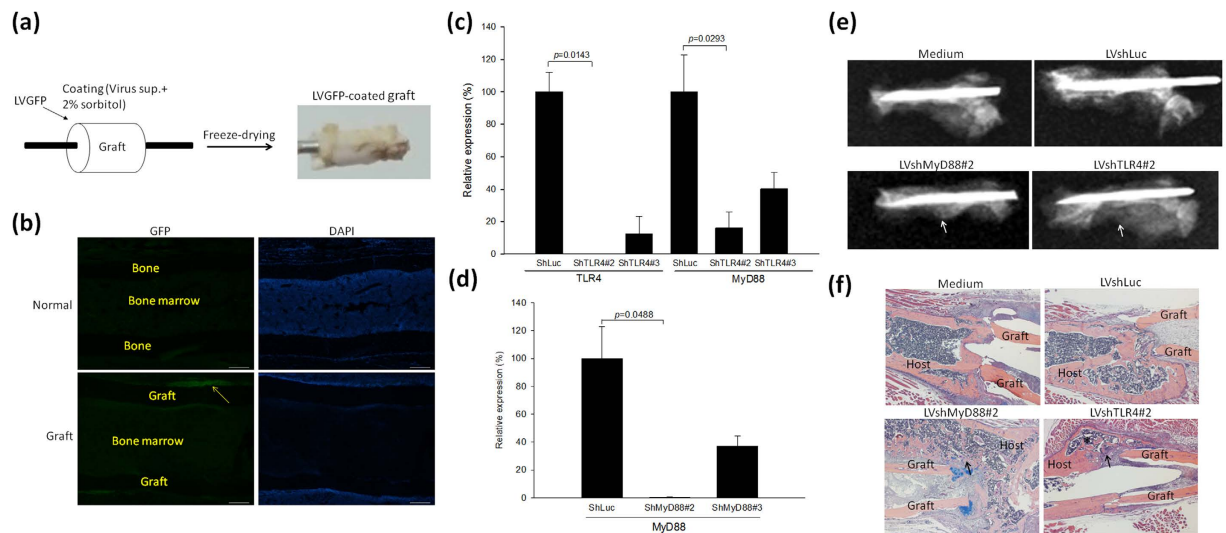 (a)
Coating (Virus sup.+
2% sorbitol)
LVGFP
Graft
Freeze-drying
LVGFP-coated graft
(b)
GFP
DAPI
Normal
Bone
Bone marrow
Bone
Graft
Graft
Bone marrow
Graft
(c)
Relative expression (%)
140
120
100
80
60
40
20
0
p=0.0143
p=0.0293
ShLuc
ShTLR4#2
ShTLR4#3
ShLuc
ShTLR4#2
ShTLR4#3
TLR4
MyD88
(d)
Relative expression (%)
140
120
100
80
60
40
20
0
p=0.0488
ShLuc
ShMyD88#2
ShMyD88#3
MyD88
(e)
Medium
LVshLuc
LVshMyD88#2
LVshTLR4#2
(f)
Medium
LVshLuc
Graft
Host
Graft
Graft
Graft
LVshMyD88#2
LVshTLR4#2
Host
Graft
Graft
Graft
Host
Graft